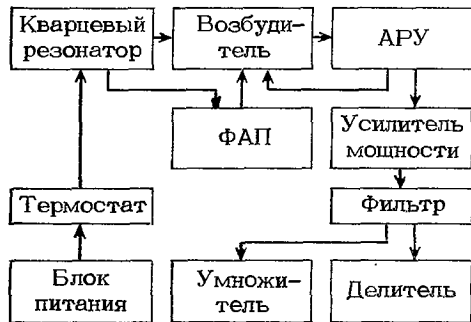 Кварцевый
резонатор
Возбуди-
тель
АРУ
ФАП
Усилитель
мощности
Термостат
Фильтр
Блок
питания
Умножи-
тель
Делитель